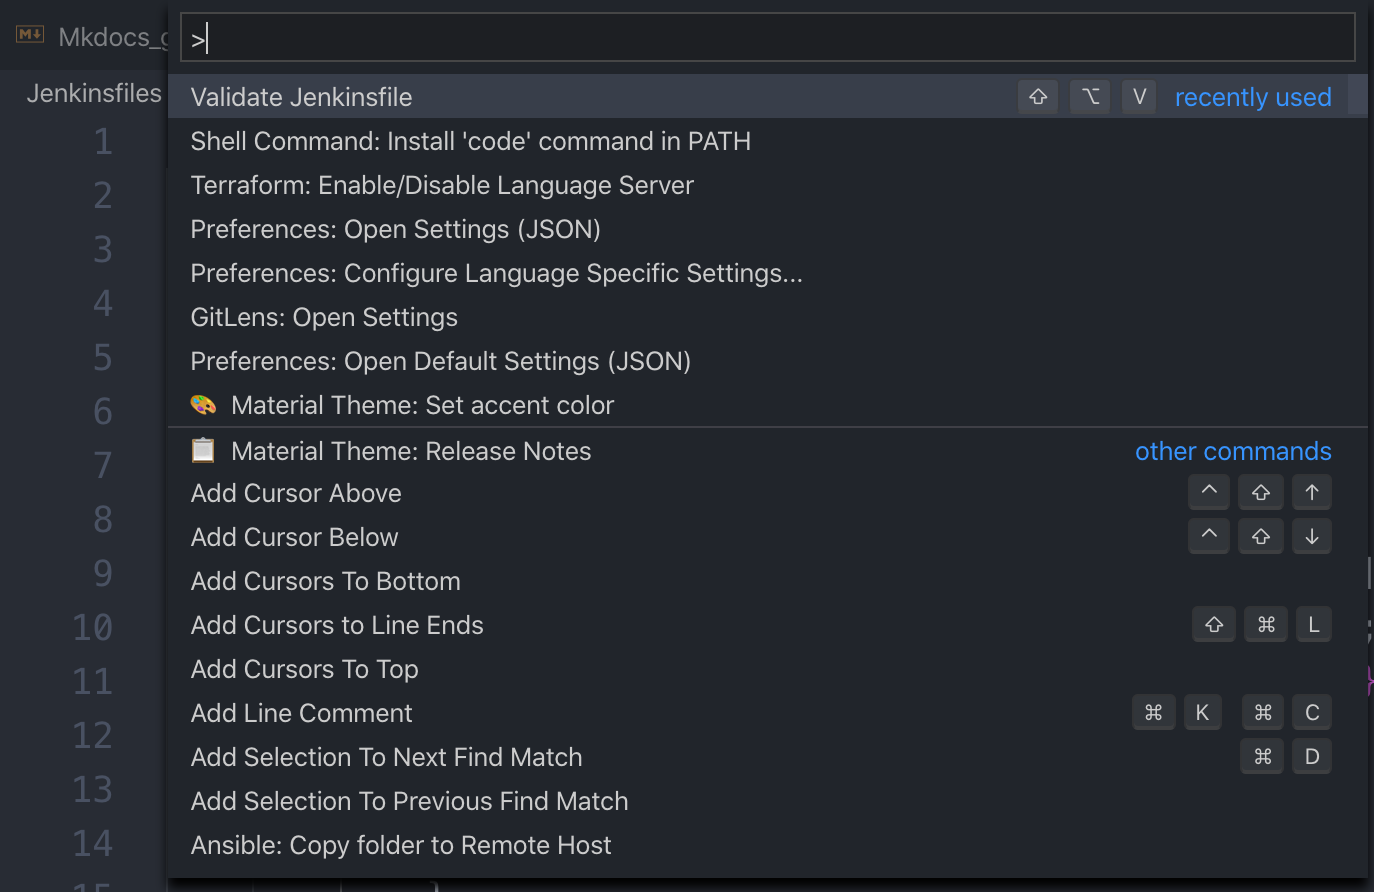 Mkdocs_g
>
Jenkinsfiles
Validate Jenkinsfile ⇧ ⌥ V recently used
Shell Command: Install 'code' command in PATH
Terraform: Enable/Disable Language Server
Preferences: Open Settings (JSON)
Preferences: Configure Language Specific Settings...
GitLens: Open Settings
Preferences: Open Default Settings (JSON)
🎨 Material Theme: Set accent color
📋 Material Theme: Release Notes other commands
Add Cursor Above ^ ⇧ ↑
Add Cursor Below ^ ⇧ ↓
Add Cursors To Bottom
Add Cursors to Line Ends ⇧ ⌘ L
Add Cursors To Top
Add Line Comment ⌘ K ⌘ C
Add Selection To Next Find Match ⌘ D
Add Selection To Previous Find Match
Ansible: Copy folder to Remote Host
1
2
3
4
5
6
7
8
9
10
11
12
13
14
15